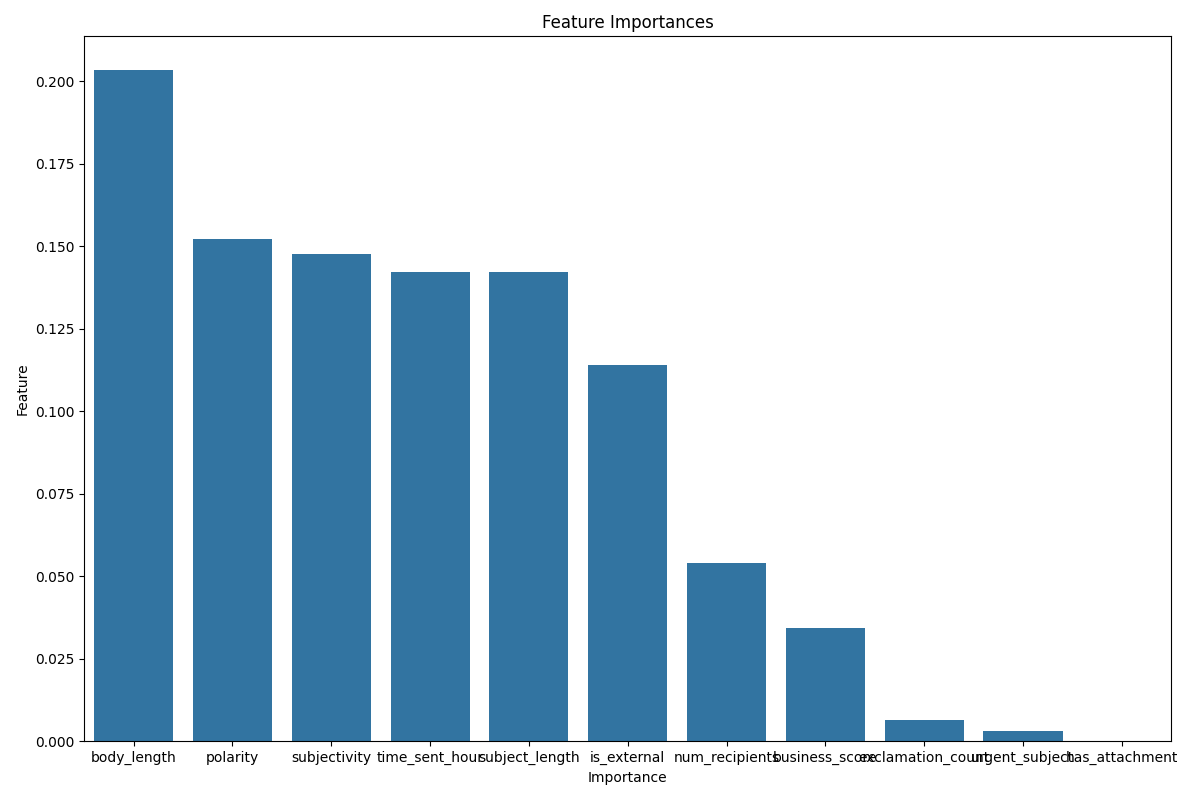 Feature Importances
Feature
0.200
0.175
0.150
0.125
0.100
0.075
0.050
0.025
0.000
body_length polarity subjectivity time_sent_hour subject_length is_external num_recipients business_score exclamation_count urgent_subject has_attachment
Importance